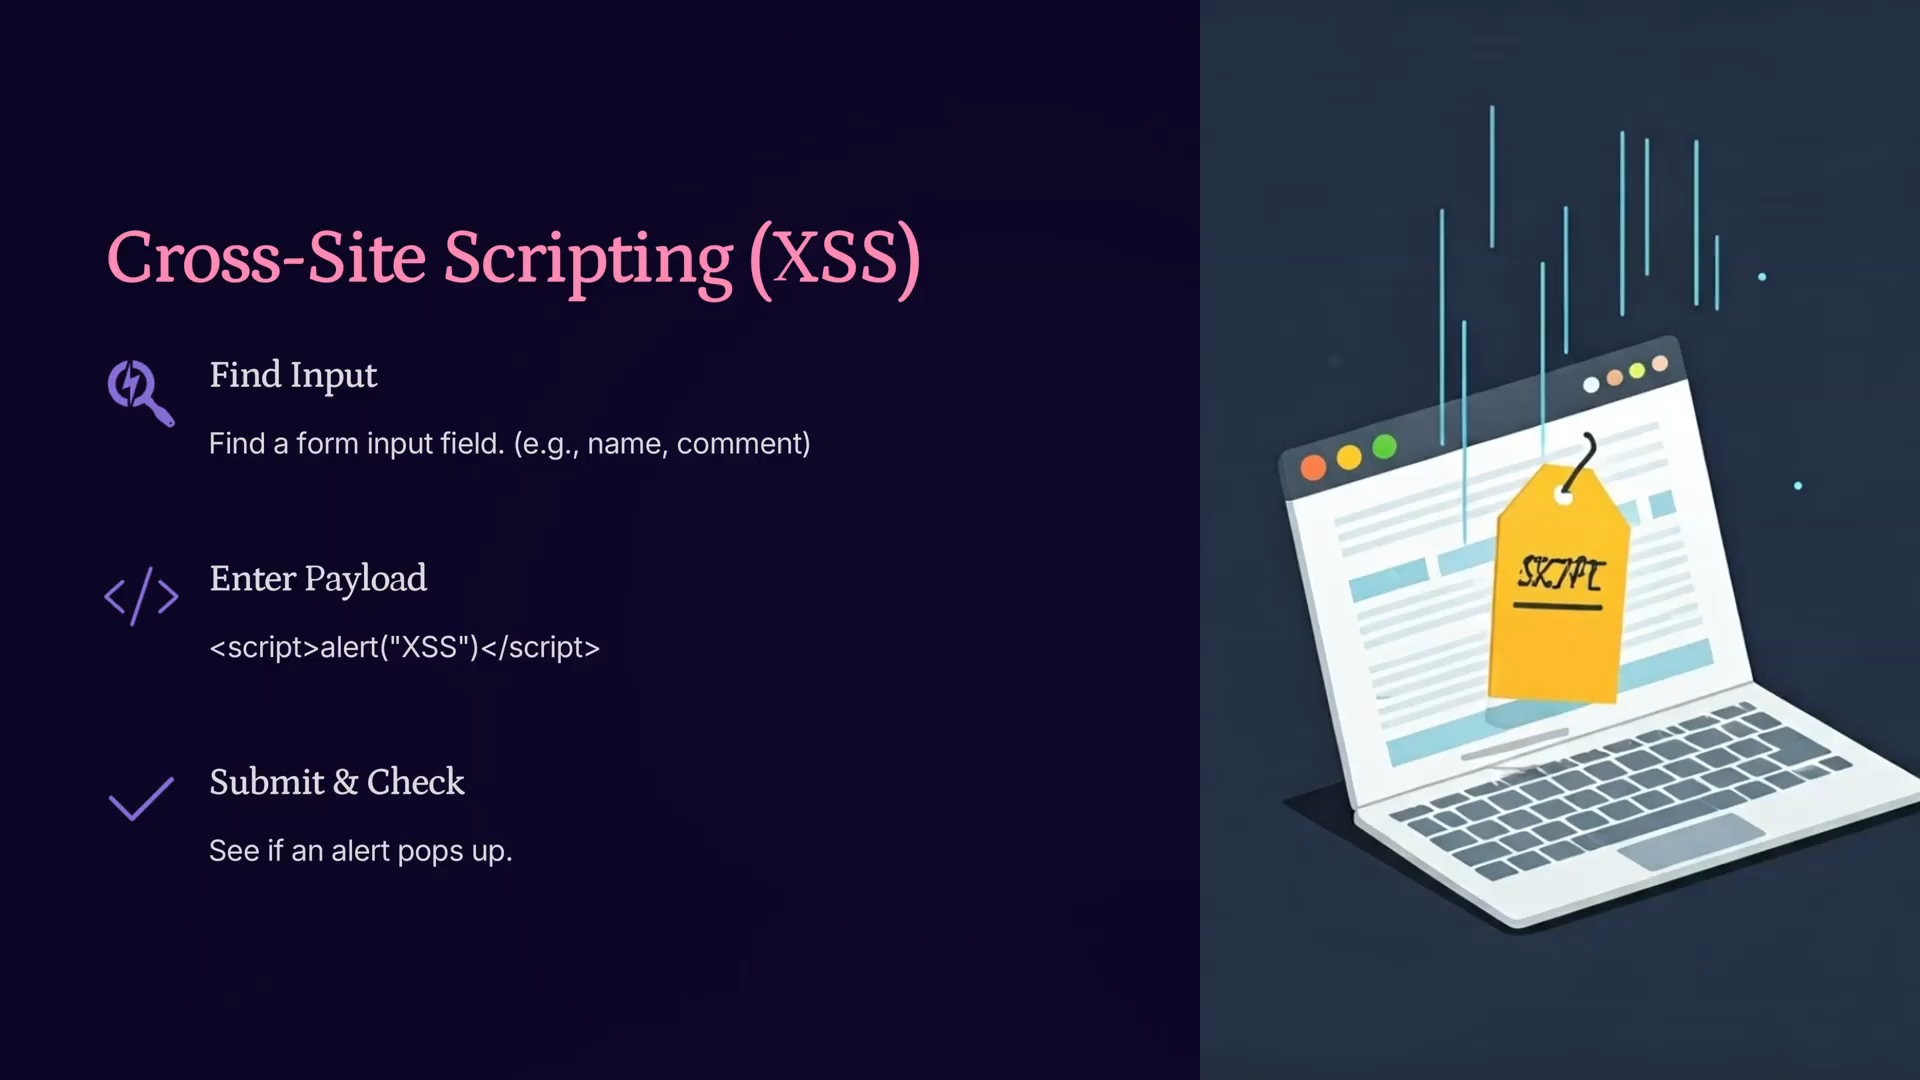 Cross-Site Scripting (XSS)
Find Input
Find a form input field. (e.g., name, comment)
Enter Payload
<script>alert("XSS")</script>
Submit & Check
See if an alert pops up.